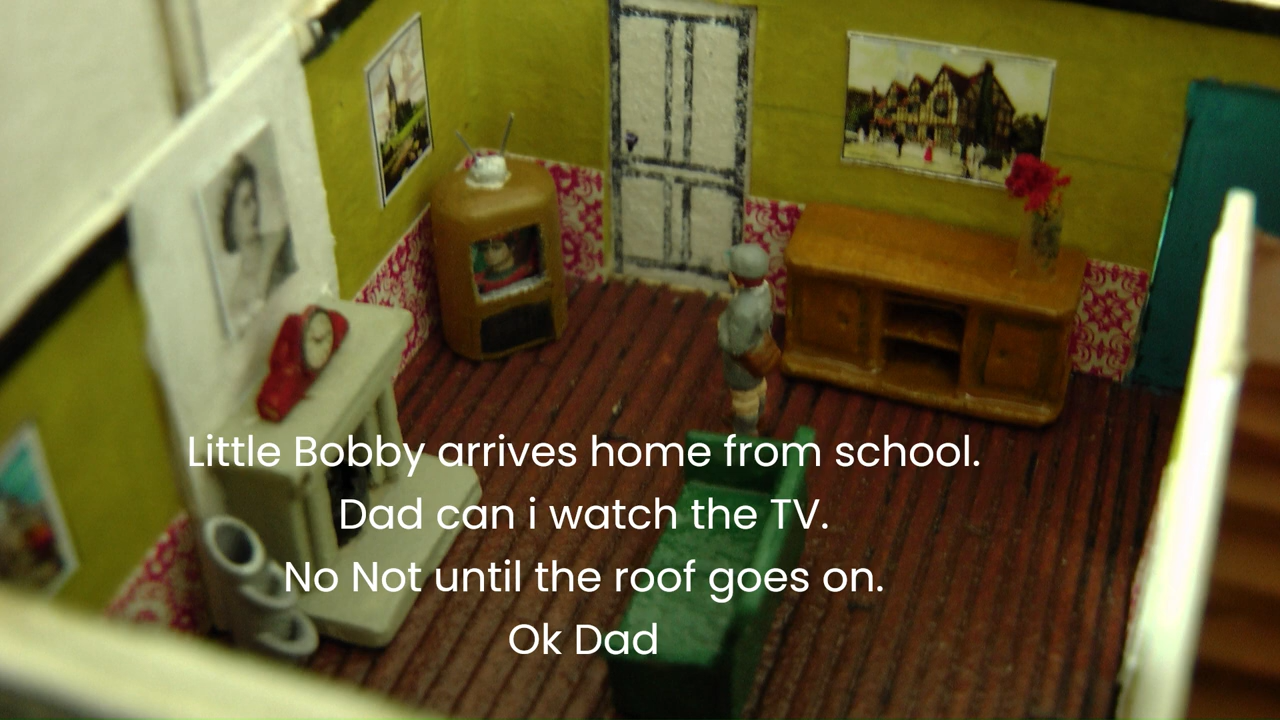 Little Bobby arrives home from school.
Dad can i watch the TV.
No Not until the roof goes on.
Ok Dad